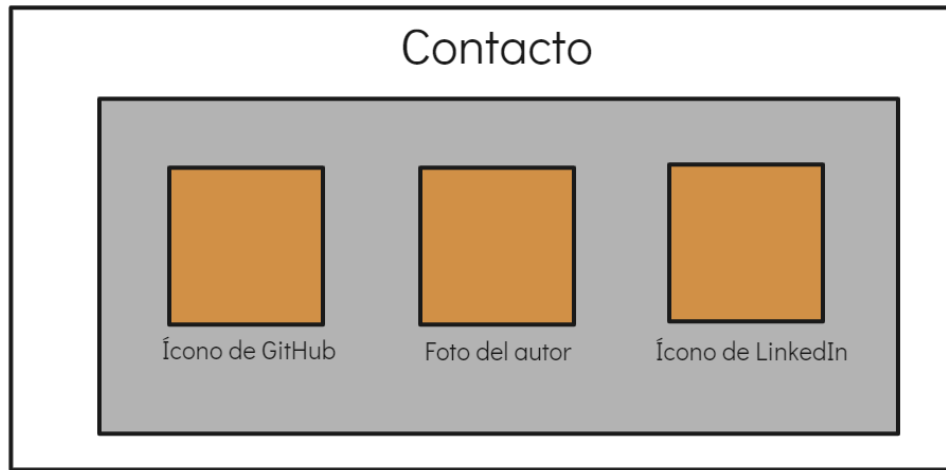 Contacto
Ícono de GitHub
Foto del autor
Ícono de LinkedIn